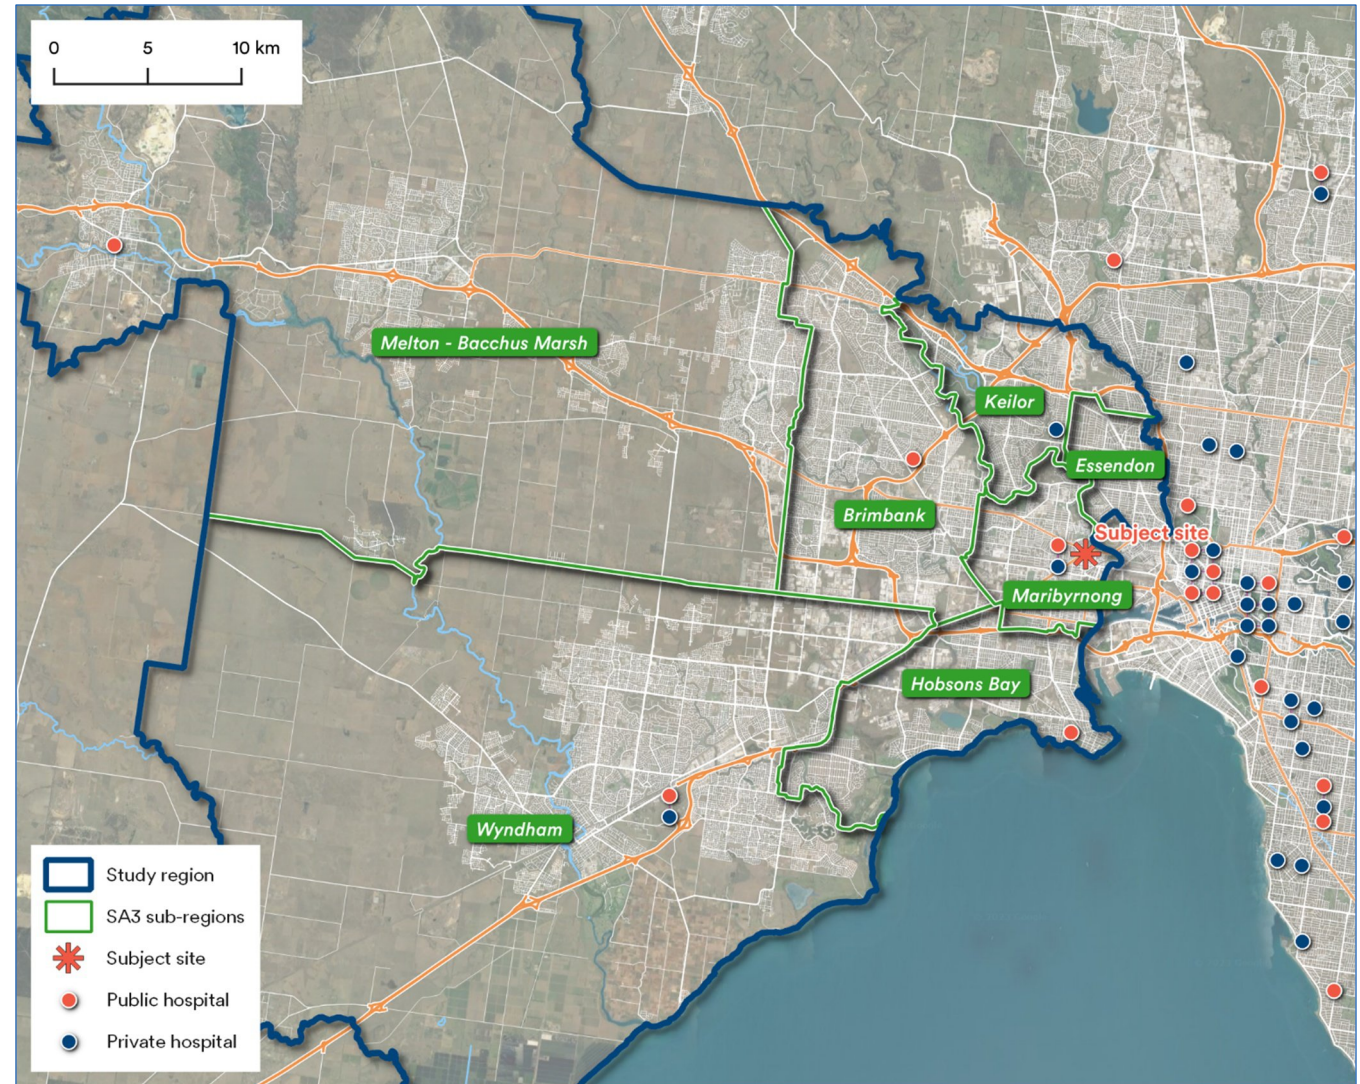 0 5 10 km
Melton - Bacchus Marsh
Keilor
Essendon
Brimbank
Subject site
Maribyrnong
Hobsons Bay
Wyndham
Study region
SA3 sub-regions
Subject site
Public hospital
Private hospital